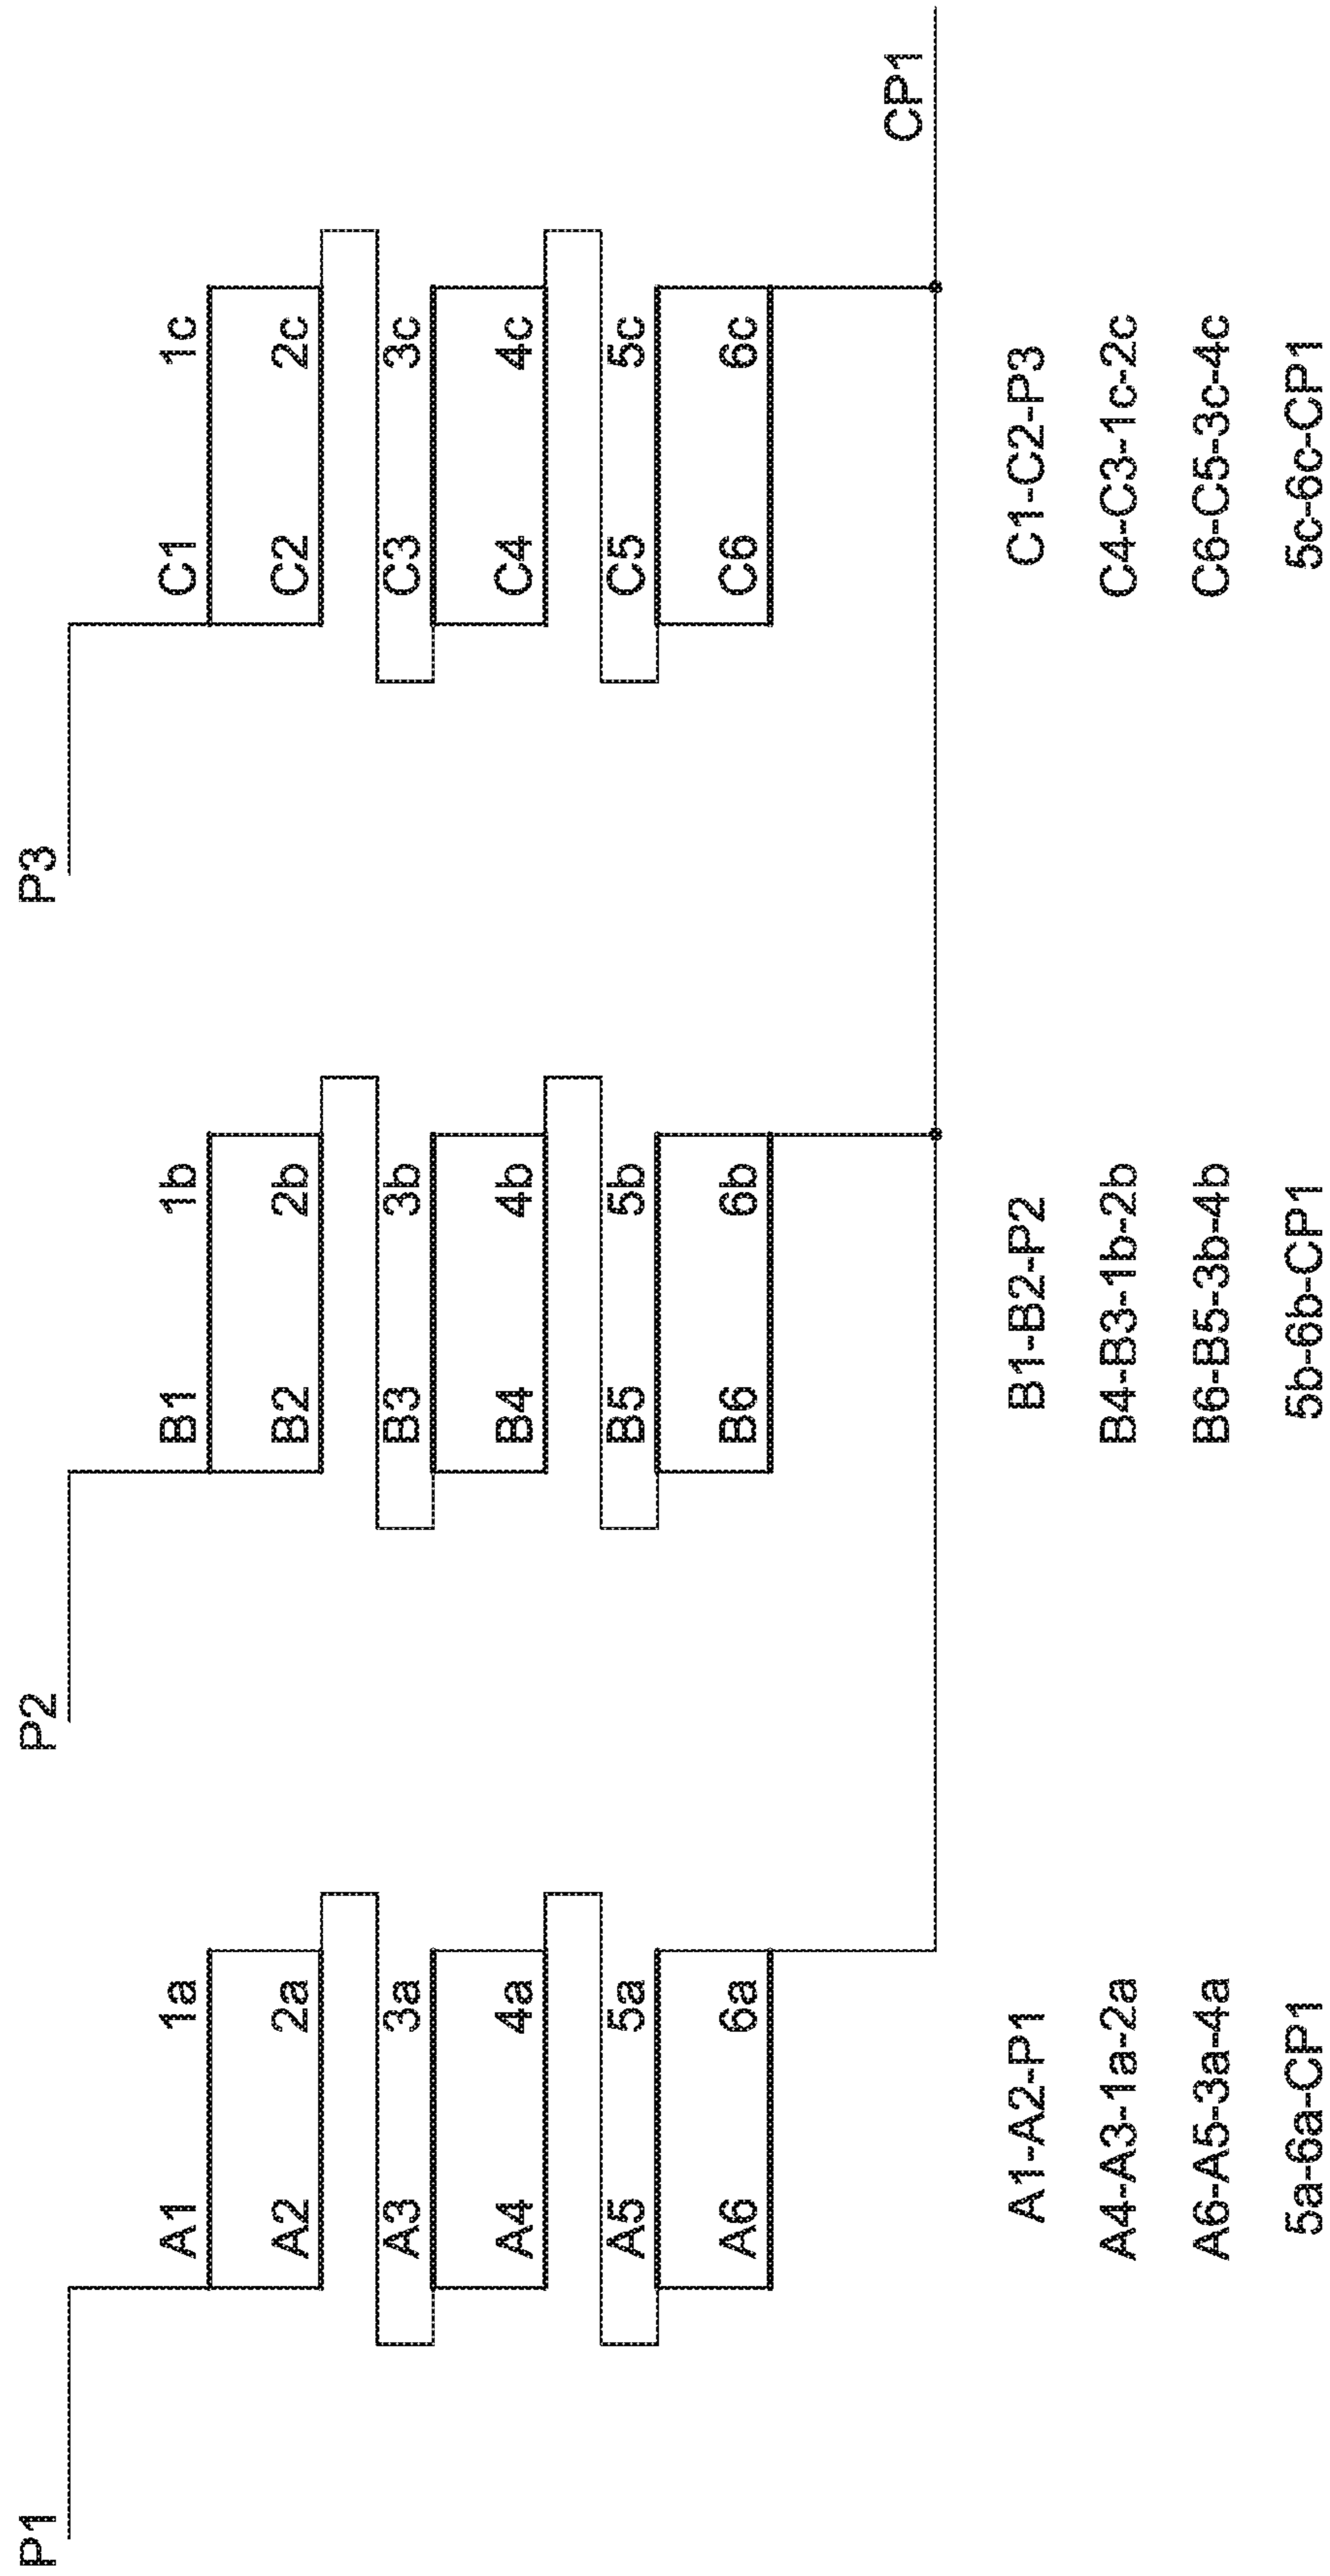 P1
A1 1a
A2 2a
A3 3a
A4 4a
A5 5a
A6 6a
P2
B1 1b
B2 2b
B3 3b
B4 4b
B5 5b
B6 6b
P3
C1 1c
C2 2c
C3 3c
C4 4c
C5 5c
C6 6c
CP1
A1-A2-P1
A4-A3-1a-2a
A6-A5-3a-4a
5a-6a-CP1
B1-B2-P2
B4-B3-1b-2b
B6-B5-3b-4b
5b-6b-CP1
C1-C2-P3
C4-C3-1c-2c
C6-C5-3c-4c
5c-6c-CP1